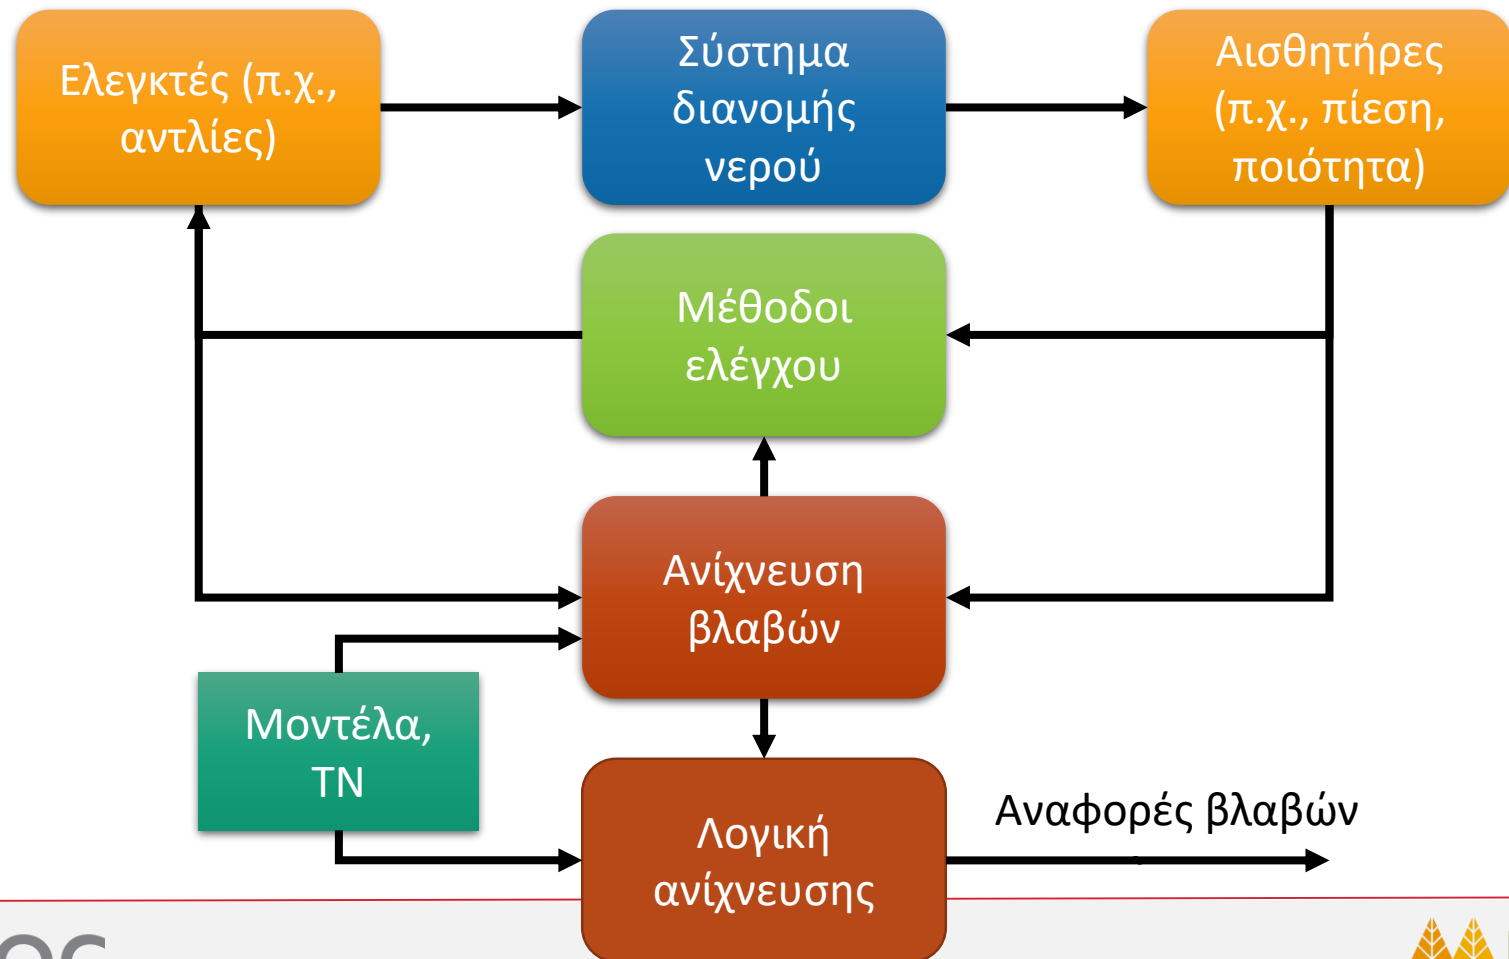 Ελεγκτές (π.χ.,
αντλίες)
Σύστημα
διανομής
νερού
Αισθητήρες
(π.χ., πίεση,
ποιότητα)
Μέθοδοι
ελέγχου
Ανίχνευση
βλαβών
Μοντέλα,
ΤΝ
Λογική
ανίχνευσης
Αναφορές βλαβών